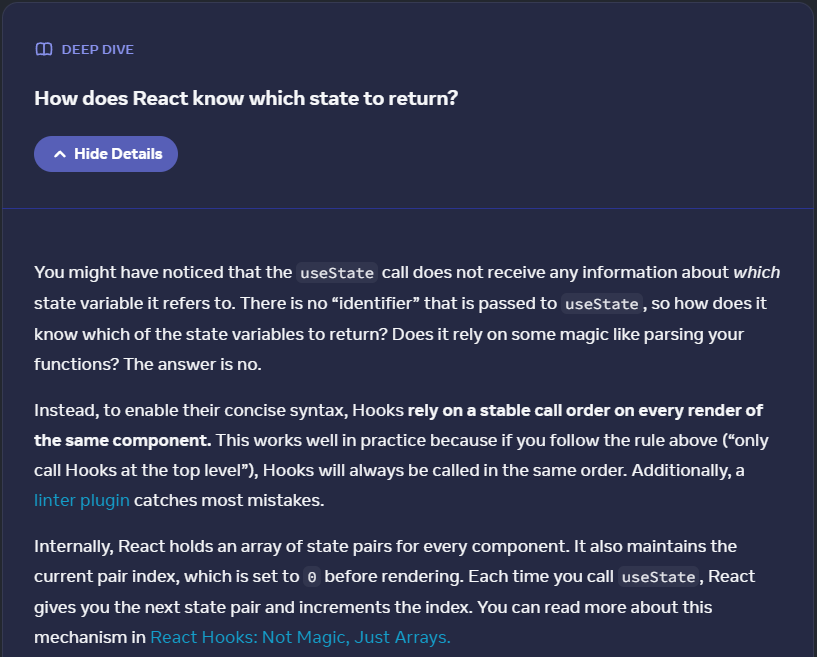 DEEP DIVE
How does React know which state to return?
Hide Details
You might have noticed that the useState call does not receive any information about which
state variable it refers to. There is no “identifier” that is passed to useState, so how does it
know which of the state variables to return? Does it rely on some magic like parsing your
functions? The answer is no.
Instead, to enable their concise syntax, Hooks rely on a stable call order on every render of
the same component. This works well in practice because if you follow the rule above (“only
call Hooks at the top level”), Hooks will always be called in the same order. Additionally, a
linter plugin catches most mistakes.
Internally, React holds an array of state pairs for every component. It also maintains the
current pair index, which is set to 0 before rendering. Each time you call useState, React
gives you the next state pair and increments the index. You can read more about this
mechanism in React Hooks: Not Magic, Just Arrays.